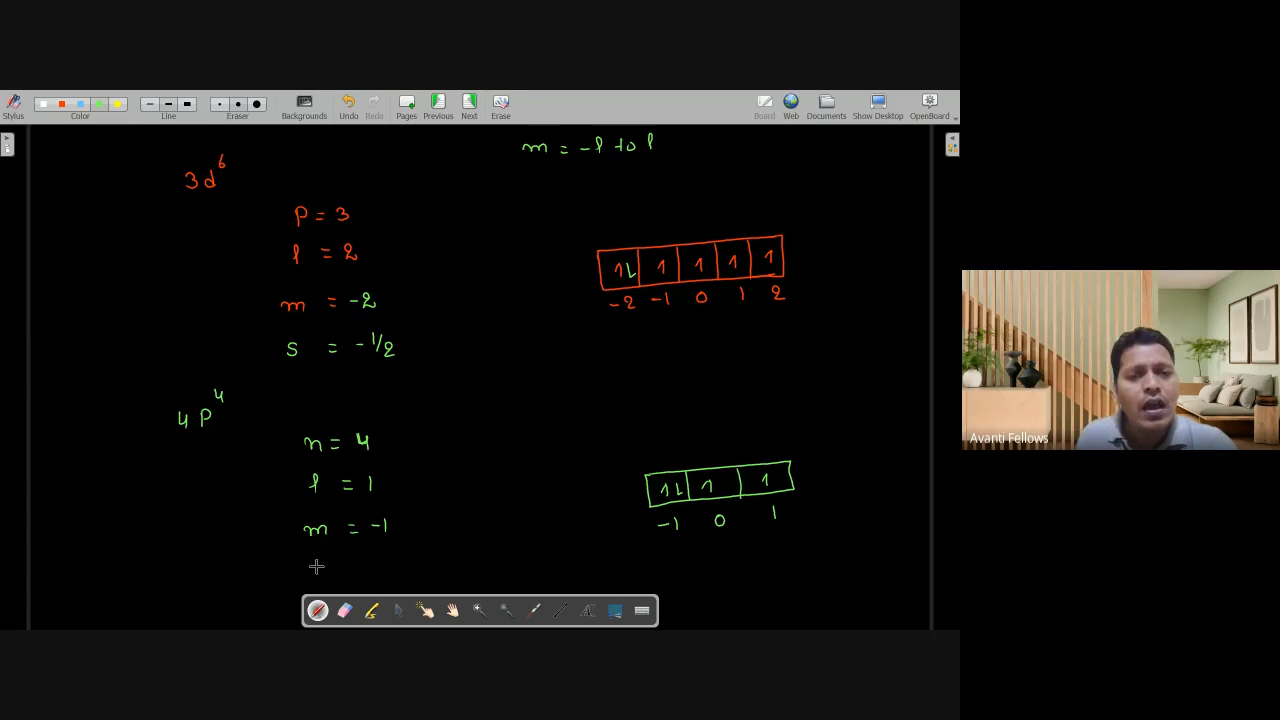 Stylus
Color
Line
Eraser
Backgrounds
Undo
Redo
Pages
Previous
Next
Erase
Board
Web
Documents
Show Desktop
OpenBoard
m = -l to l
3d⁶
P = 3
l = 2
m = -2
s = -1/2
1L 1 1 1 1
-2 -1 0 1 2
4P⁴
n = 4
l = 1
m = -1
1L 1 1
-1 0 1
Avanti Fellows